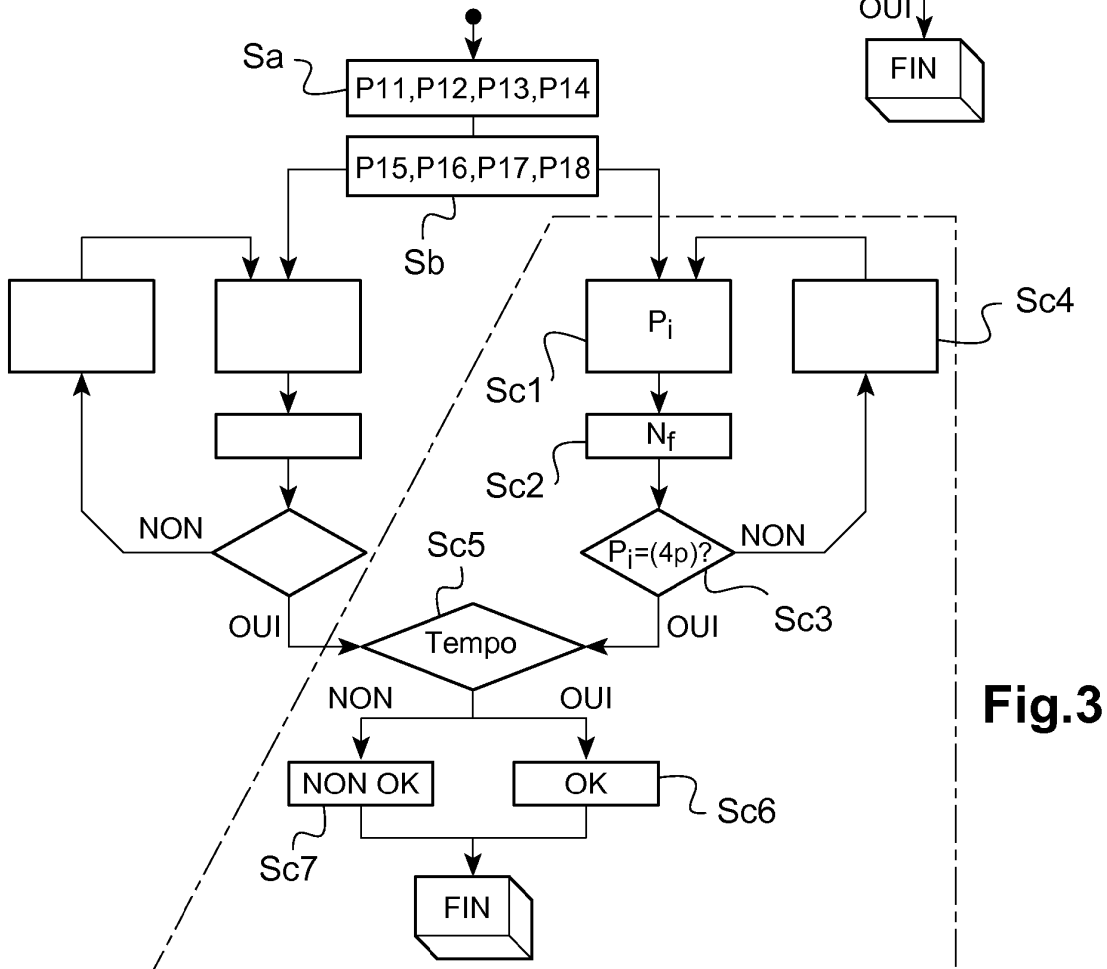 OUI
FIN
Sa
P11,P12,P13,P14
P15,P16,P17,P18
Sb
Pi
Sc4
Sc1
Nf
Sc2
NON
Pi=(4p)?
NON
Sc5
Sc3
OUI
OUI
Tempo
NON
OUI
Fig.3
NON OK
OK
Sc6
Sc7
FIN